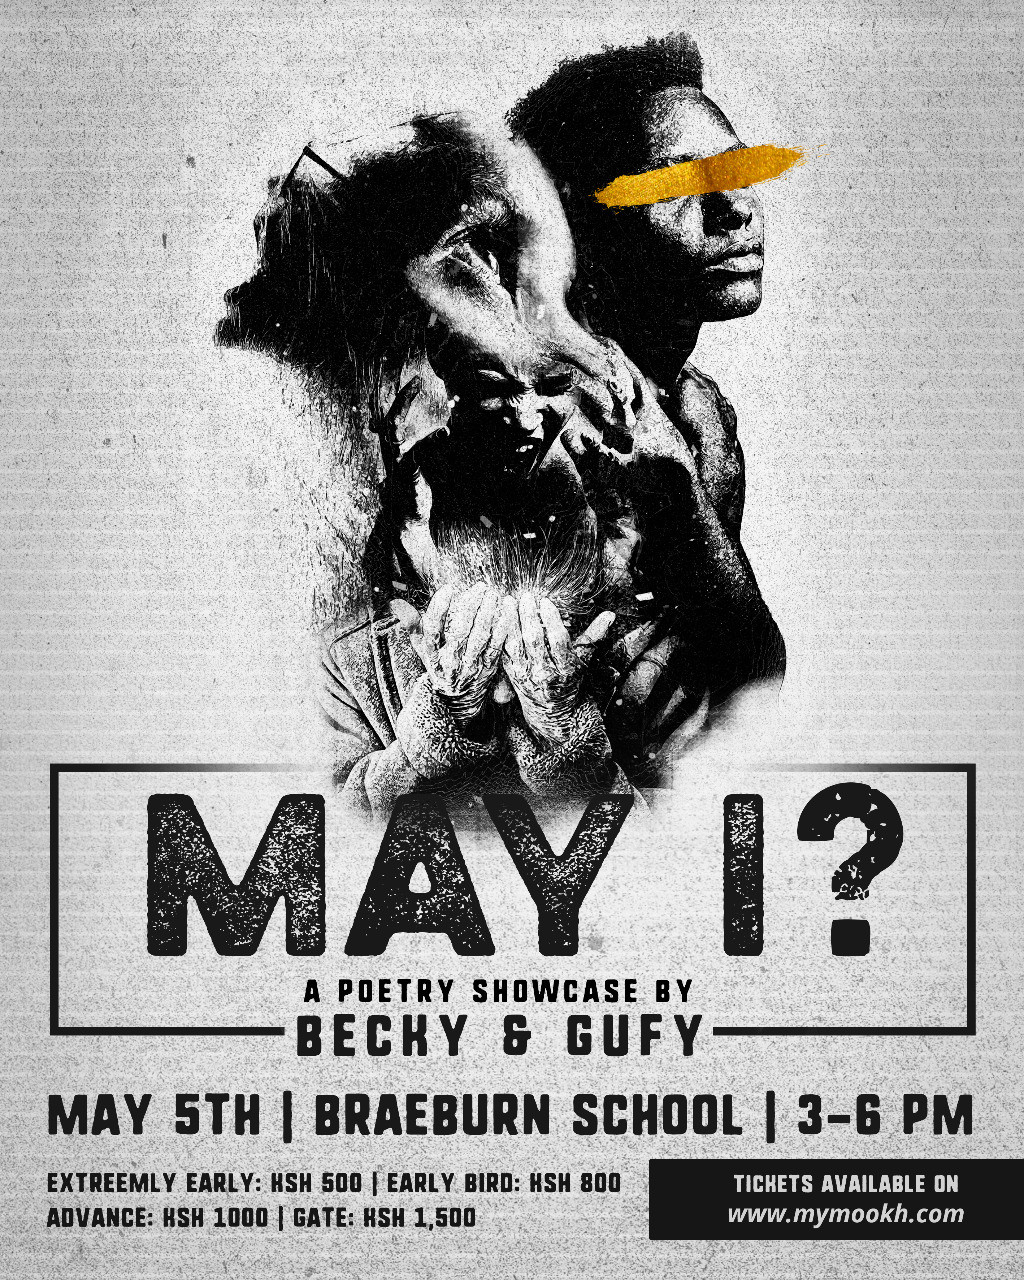 MAY I?
A POETRY SHOWCASE BY
BECKY & GUFY
MAY 5TH | BRAEBURN SCHOOL | 3-6 PM
EXTREEMLY EARLY: KSH 500 | EARLY BIRD: KSH 800
ADVANCE: KSH 1000 | GATE: KSH 1,500
TICKETS AVAILABLE ON
www.mymookh.com